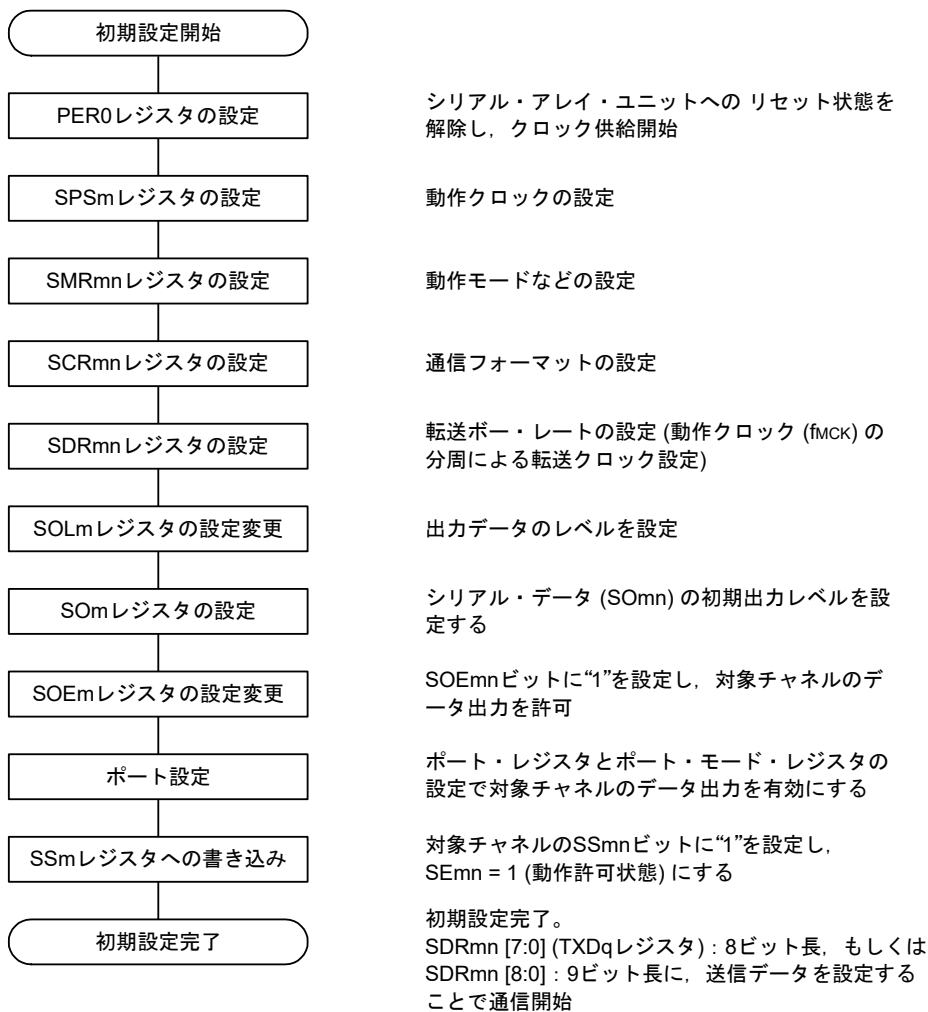 初期設定開始
PER0レジスタの設定
シリアル・アレイ・ユニットへの リセット状態を
解除し，クロック供給開始
SPSmレジスタの設定
動作クロックの設定
SMRmnレジスタの設定
動作モードなどの設定
SCRmnレジスタの設定
通信フォーマットの設定
SDRmnレジスタの設定
転送ボー・レートの設定 (動作クロック (fMCK) の
分周による転送クロック設定)
SOLmレジスタの設定変更
出力データのレベルを設定
SOmレジスタの設定
シリアル・データ (SOmn) の初期出力レベルを設
定する
SOEmレジスタの設定変更
SOEmnビットに“1”を設定し，対象チャネルのデ
ータ出力を許可
ポート設定
ポート・レジスタとポート・モード・レジスタの
設定で対象チャネルのデータ出力を有効にする
SSmレジスタへの書き込み
対象チャネルのSSmnビットに“1”を設定し，
SEmn = 1 (動作許可状態) にする
初期設定完了
初期設定完了。
SDRmn [7:0] (TXDqレジスタ)：8ビット長，もしくは
SDRmn [8:0]：9ビット長に，送信データを設定する
ことで通信開始